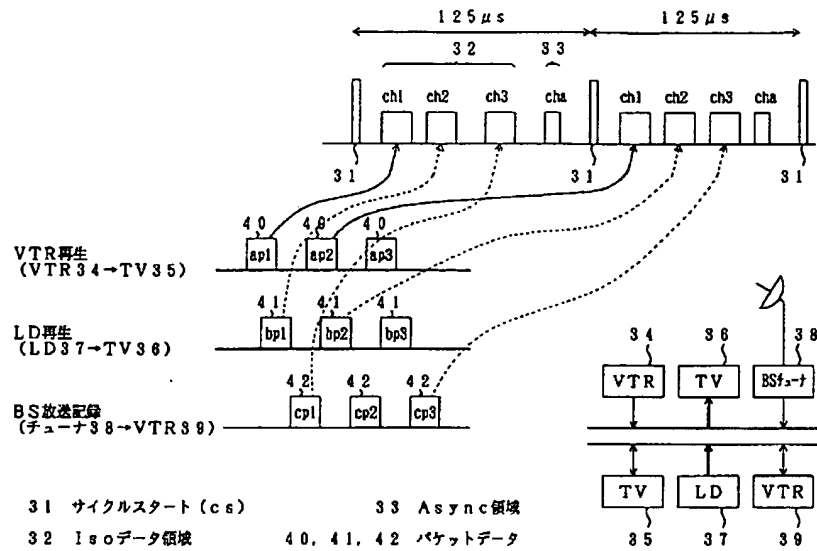 125μs 125μs
32 33
ch1 ch2 ch3 cha ch1 ch2 ch3 cha
31 31 31
40 40 40
VTR再生
(VTR34→TV35)
ap1 ap2 ap3
41 41 41
LD再生
(LD37→TV36)
bp1 bp2 bp3
42 42 42
BS放送記録
(チューナ38→VTR39)
cp1 cp2 cp3
34 36 38
VTR TV BSチューナ
TV LD VTR
35 37 39
31 サイクルスタート(cs) 33 Async領域
32 Isoデータ領域 40, 41, 42 パケットデータ